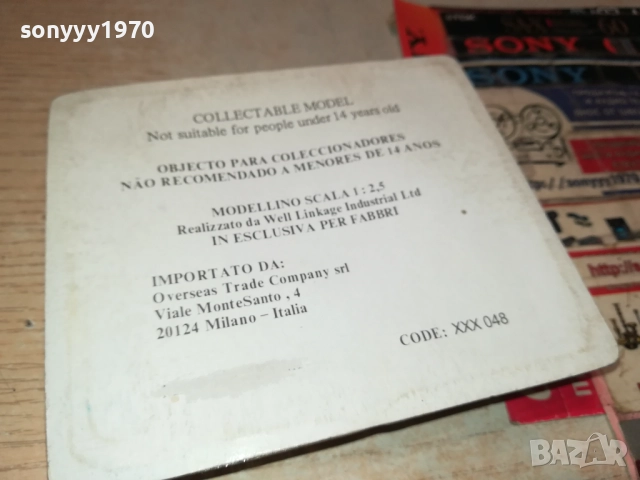 sonyyy1970
COLLECTABLE MODEL
Not suitable for people under 14 years old
OBJECTO PARA COLECCIONADORES
NÃO RECOMENDADO A MENORES DE 14 ANOS
MODELLINO SCALA 1 : 2,5
Realizzato da Well Linkage Industrial Ltd
IN ESCLUSIVA PER FABBRI
IMPORTATO DA:
Overseas Trade Company srl
Viale MonteSanto , 4
20124 Milano – Italia
CODE: XXX 048
SONY
SONY
http:
BAZAR
bg